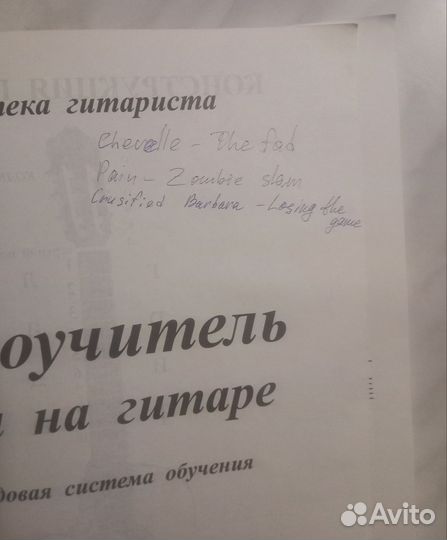 тека гитариста
Chevelle - The fad
Pain - Zombie slam
Crusified Barbara - Losing the
game
оучитель
на гитаре
довая система обучения
Avito